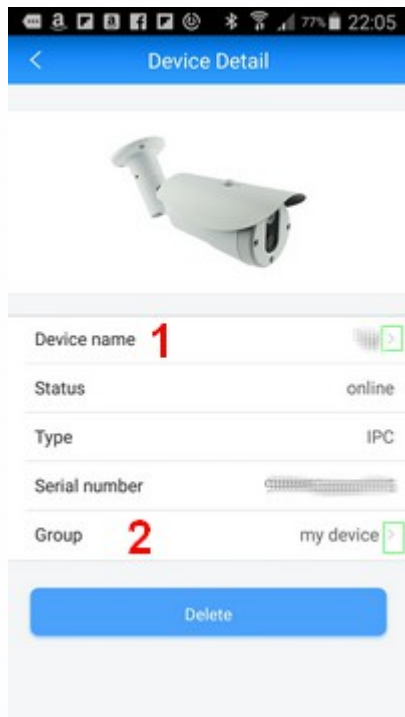 77% 22:05
Device Detail
Device name 1
Status online
Type IPC
Serial number
Group 2 my device
Delete